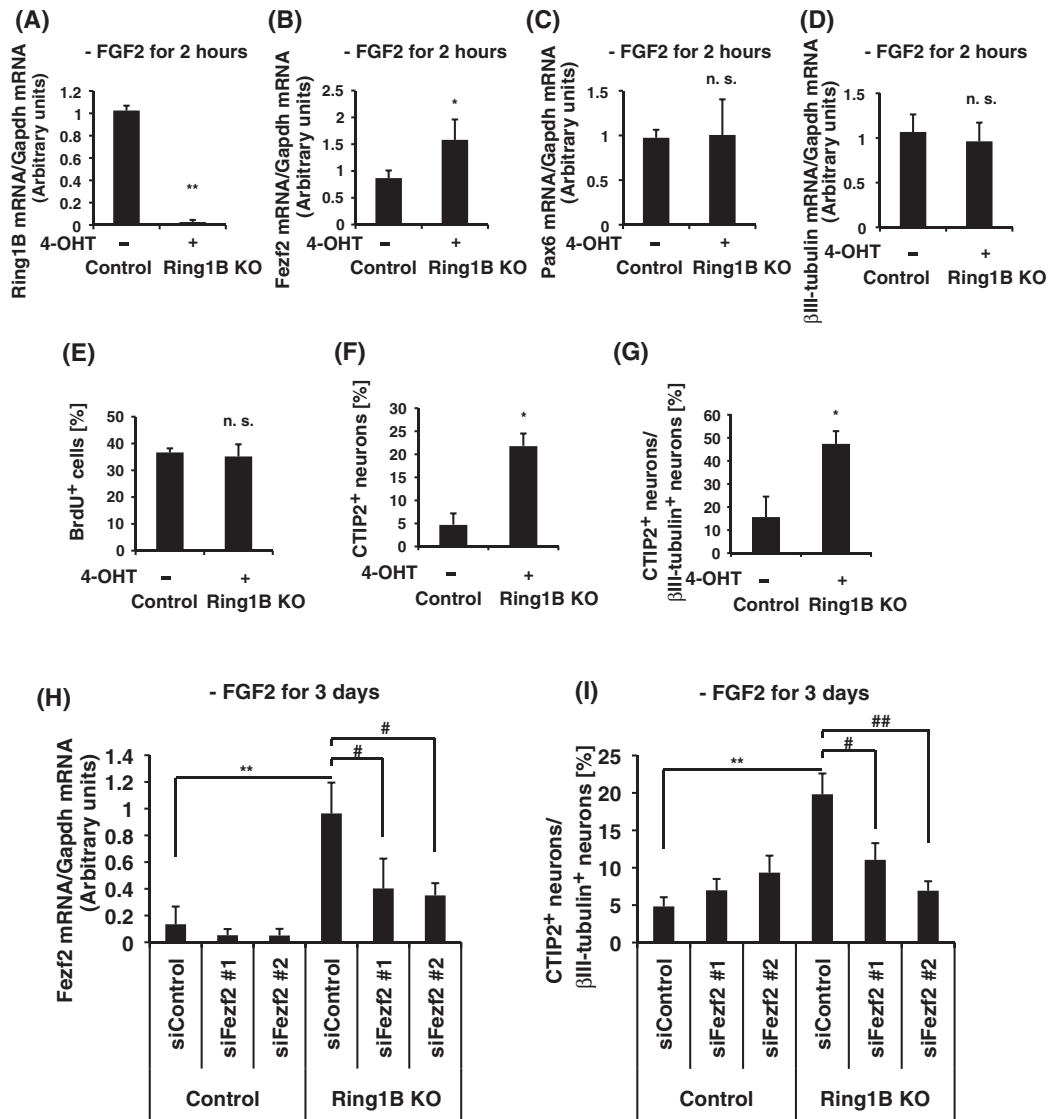 (A)
- FGF2 for 2 hours
Ring1B mRNA/Gapdh mRNA
(Arbitrary units)
1.2
1
0.8
0.6
0.4
0.2
0
**
4-OHT
-
+
Control
Ring1B KO
(B)
- FGF2 for 2 hours
Fezf2 mRNA/Gapdh mRNA
(Arbitrary units)
2.5
2
1.5
1
0.5
0
*
-
+
Control
Ring1B KO
(C)
- FGF2 for 2 hours
Pax6 mRNA/Gapdh mRNA
(Arbitrary units)
1.5
1
0.5
0
n. s.
4-OHT
-
+
Control
Ring1B KO
(D)
- FGF2 for 2 hours
βIII-tubulin mRNA/Gapdh mRNA
(Arbitrary units)
1.5
1
0.5
0
n. s.
4-OHT
-
+
Control
Ring1B KO
(E)
BrdU+ cells [%]
50
40
30
20
10
0
n. s.
4-OHT
-
+
Control
Ring1B KO
(F)
CTIP2+ neurons [%]
30
25
20
15
10
5
0
*
4-OHT
-
+
Control
Ring1B KO
(G)
CTIP2+ neurons/
βIII-tubulin+ neurons [%]
60
50
40
30
20
10
0
*
4-OHT
-
+
Control
Ring1B KO
(H)
- FGF2 for 3 days
Fezf2 mRNA/Gapdh mRNA
(Arbitrary units)
1.4
1.2
1
0.8
0.6
0.4
0.2
0
**
#
#
siControl
siFezf2 #1
siFezf2 #2
siControl
siFezf2 #1
siFezf2 #2
Control
Ring1B KO
(I)
- FGF2 for 3 days
CTIP2+ neurons/
βIII-tubulin+ neurons [%]
25
20
15
10
5
0
**
#
##
siControl
siFezf2 #1
siFezf2 #2
siControl
siFezf2 #1
siFezf2 #2
Control
Ring1B KO